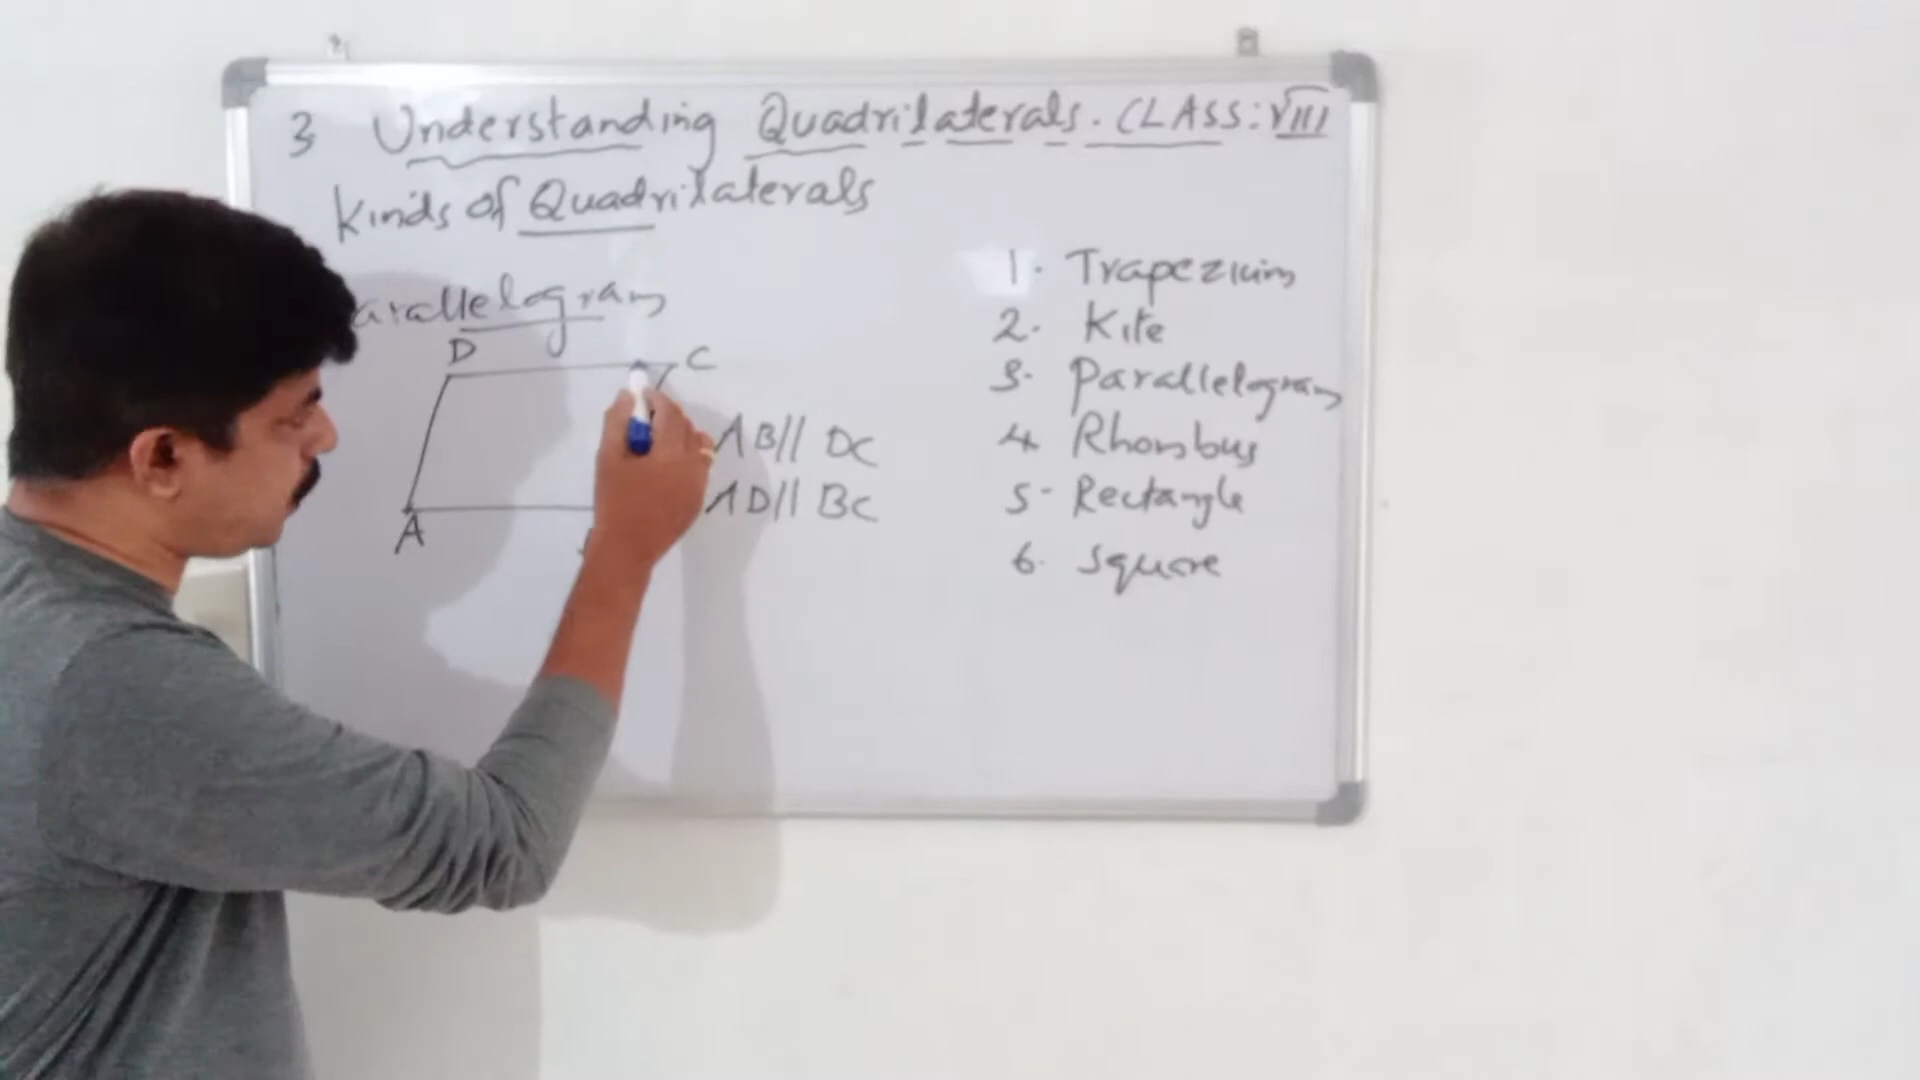 3 Understanding Quadrilaterals. CLASS: VIII
Kinds of Quadrilaterals
arallelogram
D
C
A
AB// DC
AD// BC
1. Trapezium
2. Kite
3. Parallelogram
4. Rhombus
5- Rectangle
6. Square